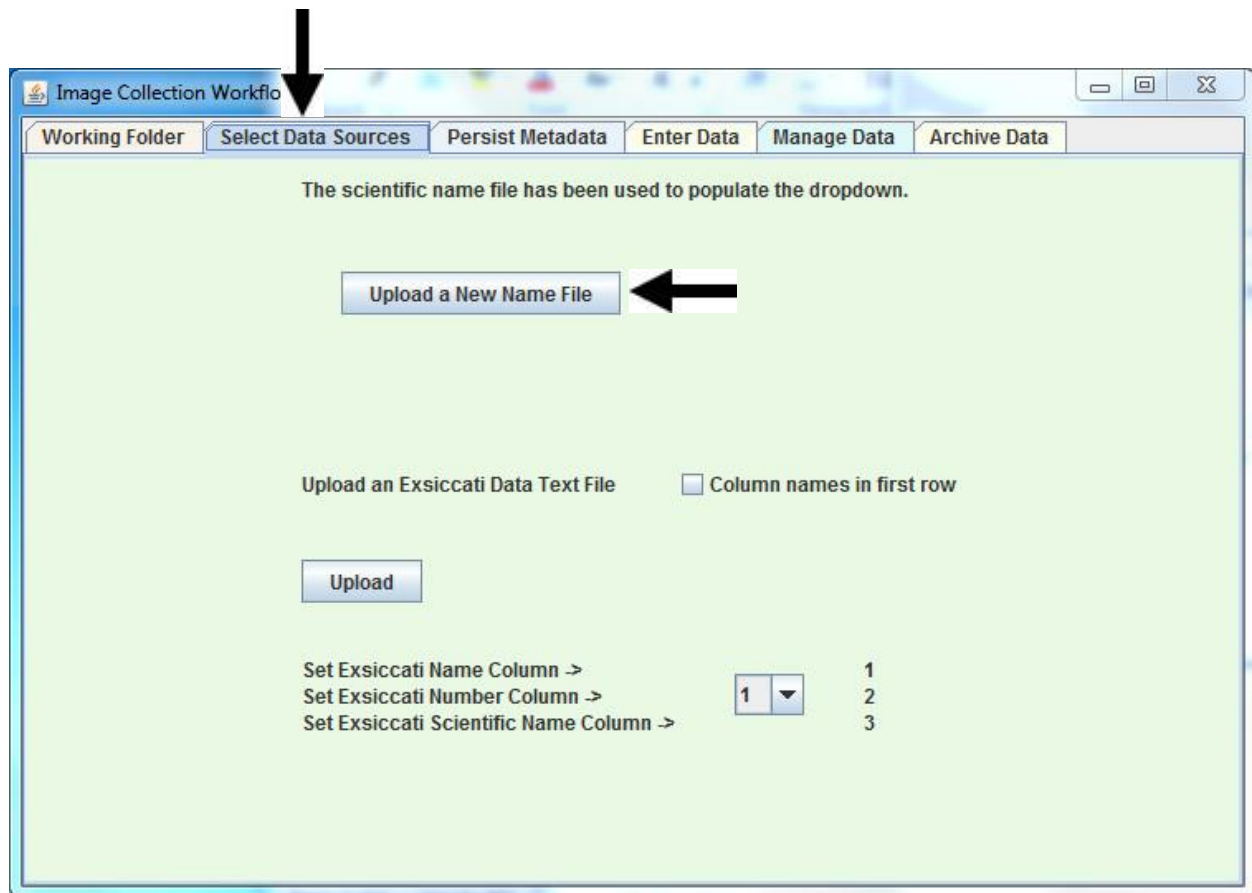 Image Collection Workflo
Working Folder Select Data Sources Persist Metadata Enter Data Manage Data Archive Data
The scientific name file has been used to populate the dropdown.
Upload a New Name File
Upload an Exsiccati Data Text File Column names in first row
Upload
Set Exsiccati Name Column -> 1
Set Exsiccati Number Column -> 1 2
Set Exsiccati Scientific Name Column -> 3